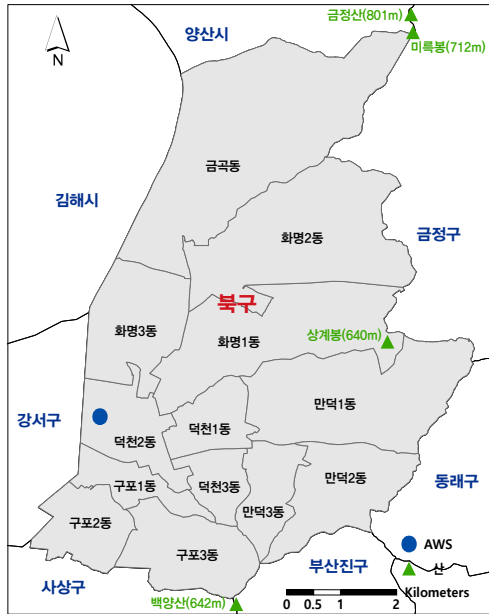 금정산(801m)
양산시
미륵봉(712m)
N
금곡동
김해시
화명2동
금정구
북구
화명3동
화명1동
상계봉(640m)
만덕1동
강서구
덕천2동
덕천1동
만덕2동
동래구
구포1동
덕천3동
만덕3동
구포2동
구포3동
AWS
부산진구
산
사상구
백양산(642m)
Kilometers
0 0.5 1 2